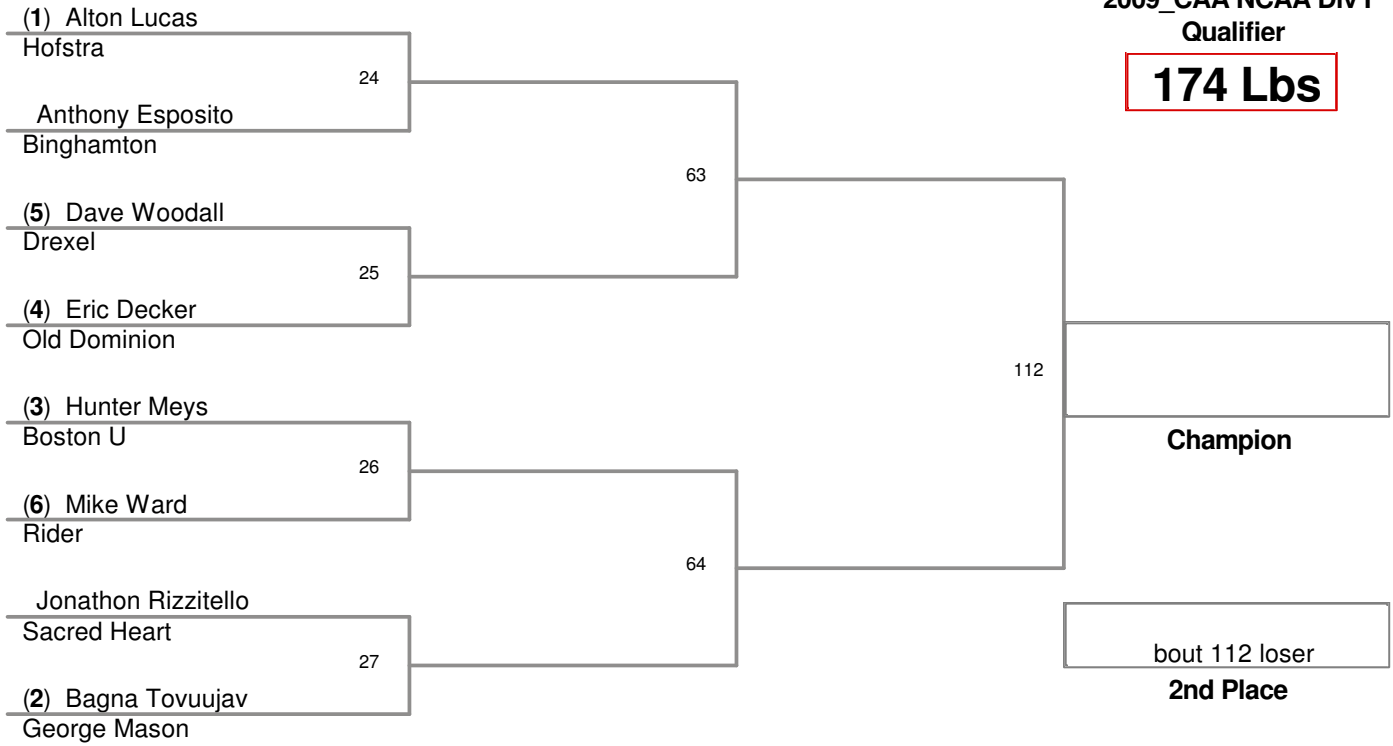 2009_CAA NCAA Div I
Qualifier
174 Lbs
(1) Alton Lucas
Hofstra
24
Anthony Esposito
Binghamton
63
(5) Dave Woodall
Drexel
25
(4) Eric Decker
Old Dominion
112
(3) Hunter Meys
Boston U
Champion
26
(6) Mike Ward
Rider
64
Jonathon Rizzitello
Sacred Heart
27
bout 112 loser
2nd Place
(2) Bagna Tovuujav
George Mason